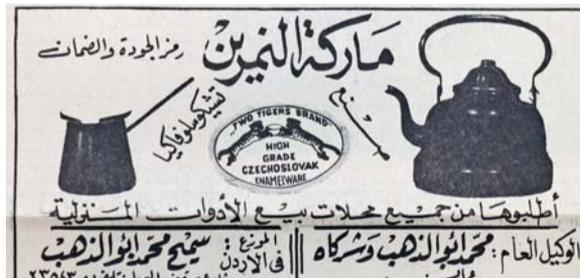 ماركة النمرين
رمز الجودة والضمان
صنع
تشيكوسلوفاكيا
TWO TIGERS BRAND
HIGH
GRADE
CZECHOSLOVAK
ENAMELWARE
أطلبوها من جميع محلات بيع الأدوات المنزلية
الوكيل العام: محمد أبو الذهب وشركاه
الموزع في الاردن: سميح محمد أبو الذهب